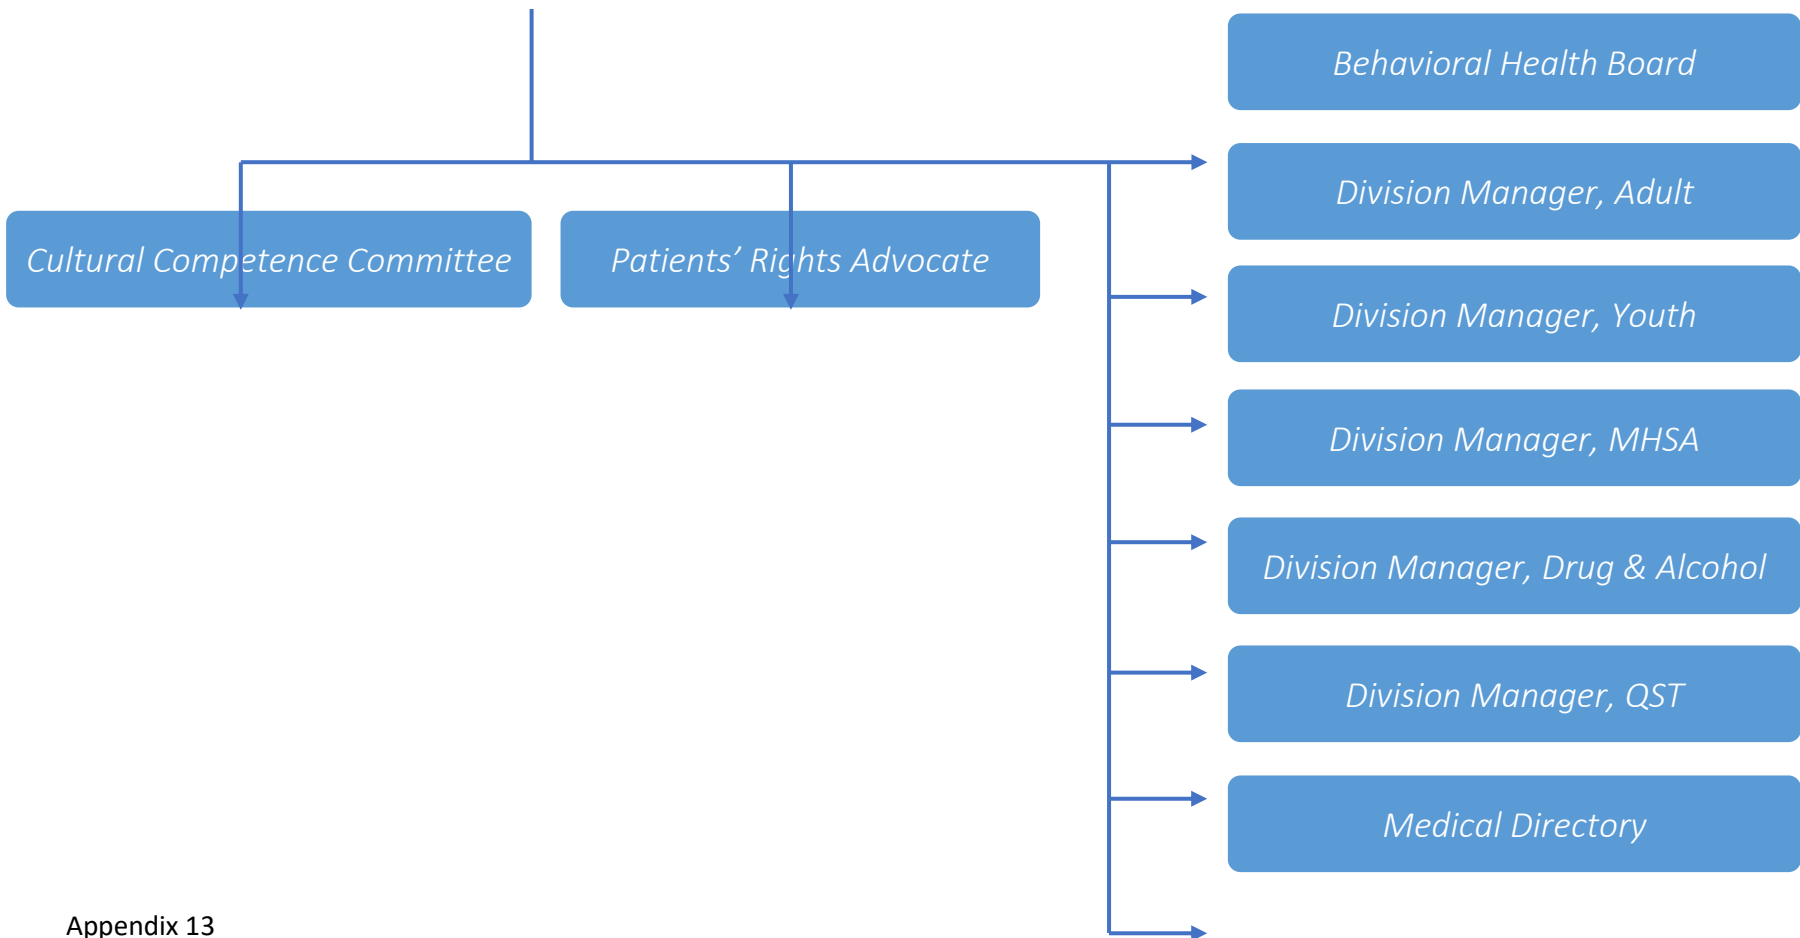 Behavioral Health Board
Division Manager, Adult
Cultural Competence Committee
Patients’ Rights Advocate
Division Manager, Youth
Division Manager, MHSA
Division Manager, Drug & Alcohol
Division Manager, QST
Medical Directory
Appendix 13